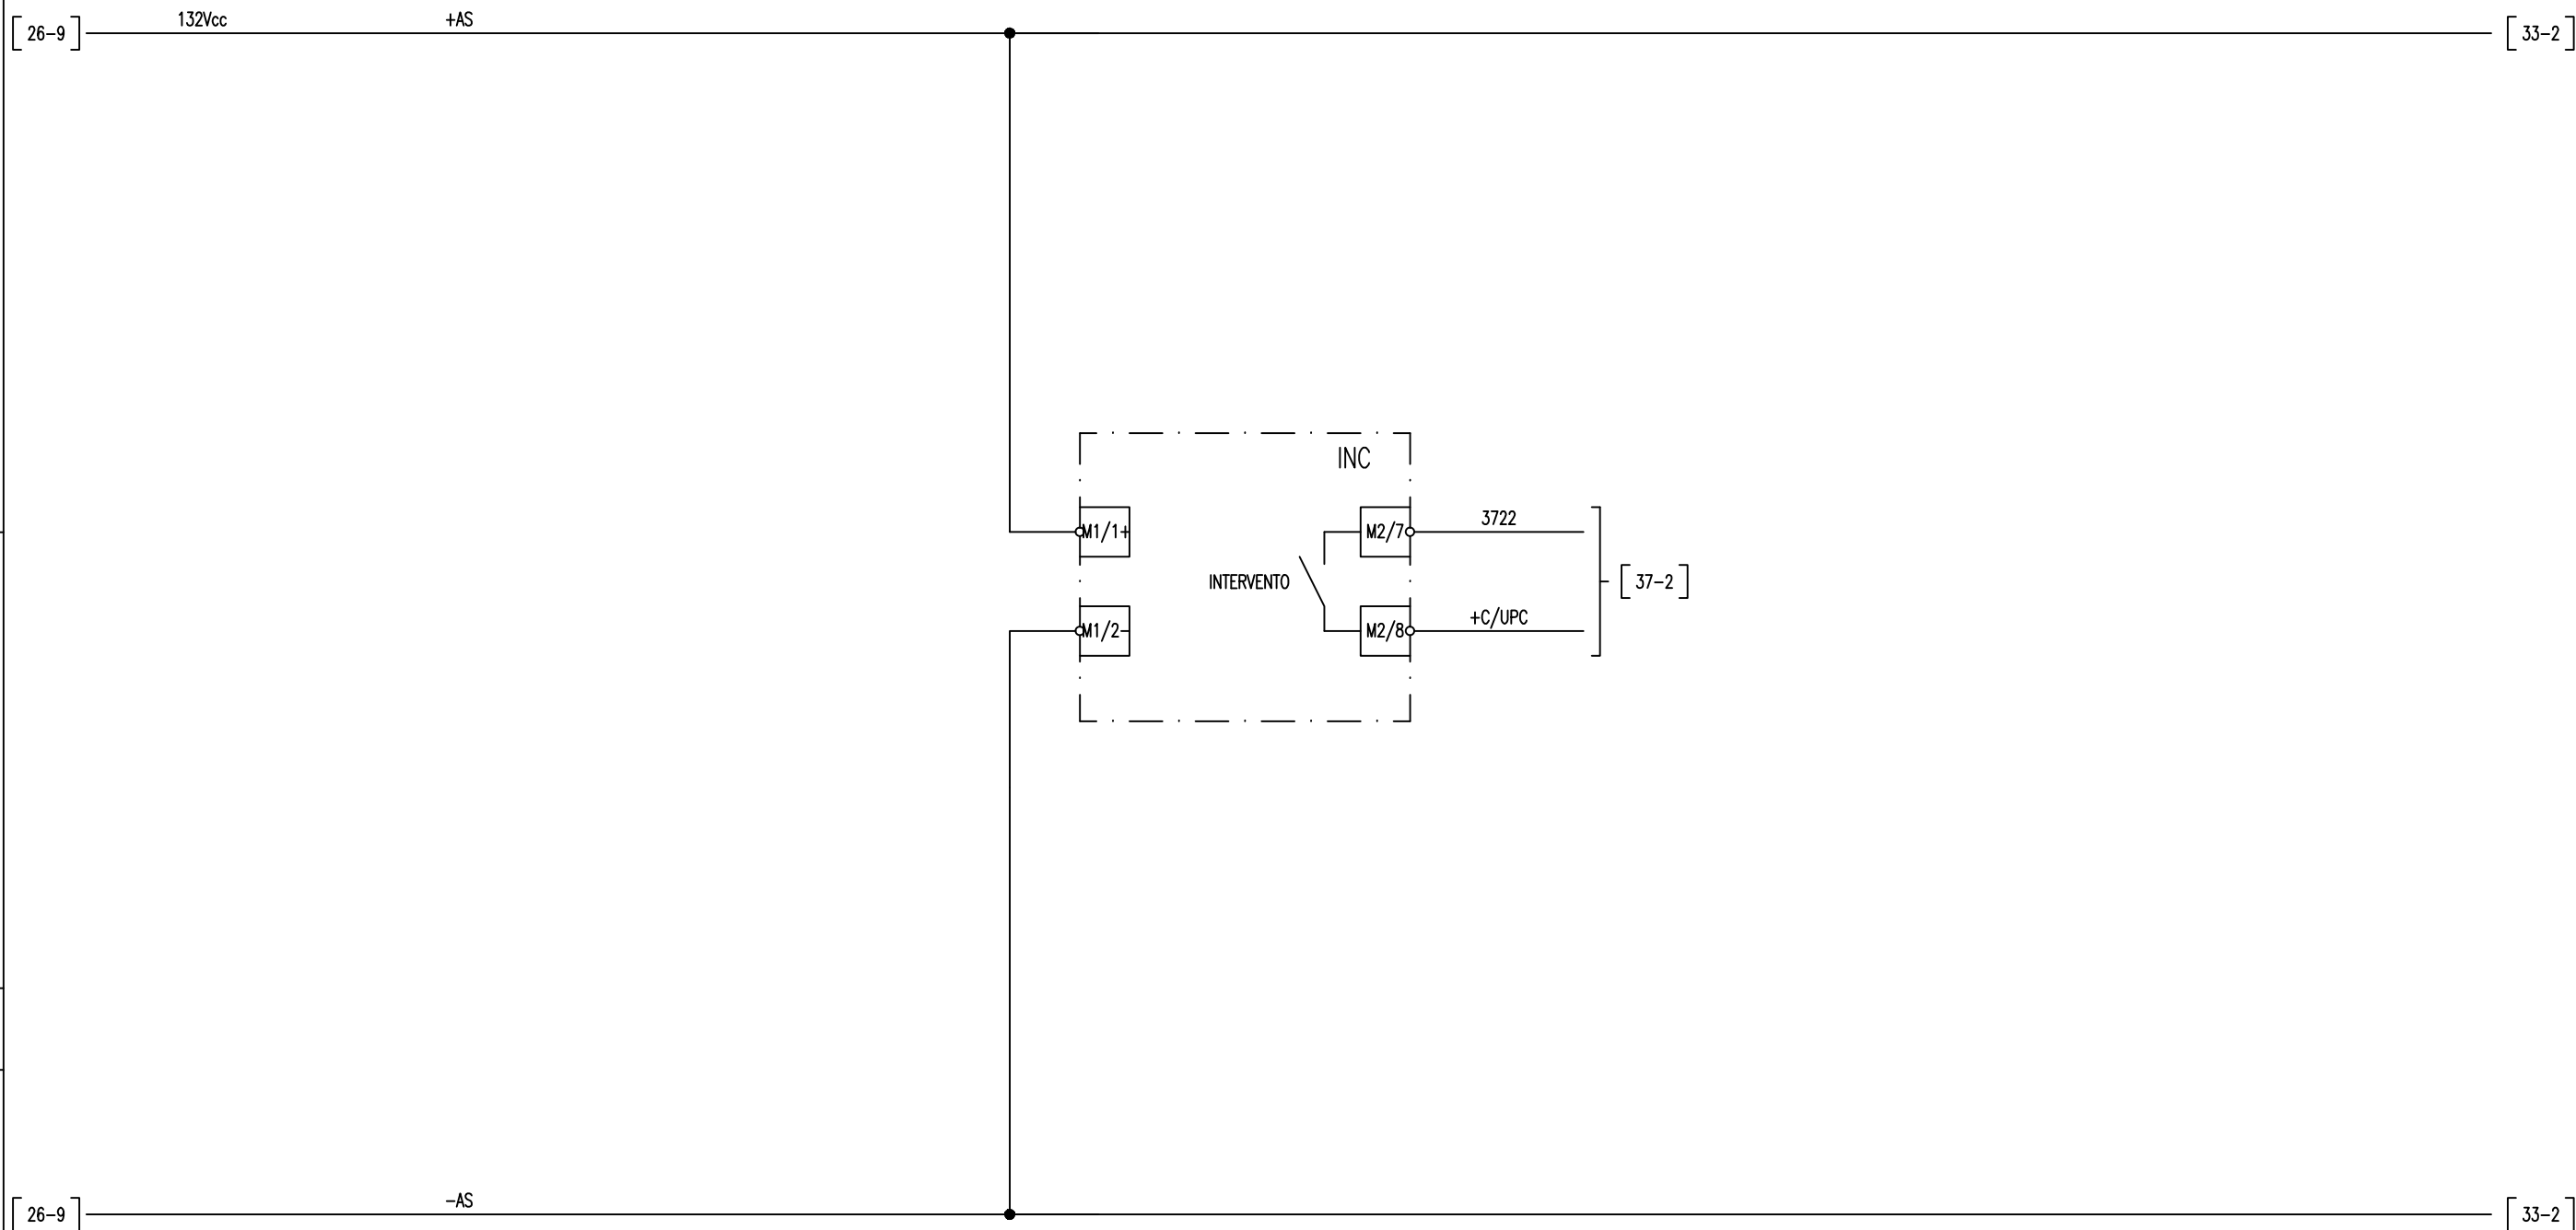 26-9
132Vcc
+AS
33-2
INC
M1/1+
M2/7
3722
INTERVENTO
37-2
M1/2-
M2/8
+C/UPC
26-9
-AS
33-2